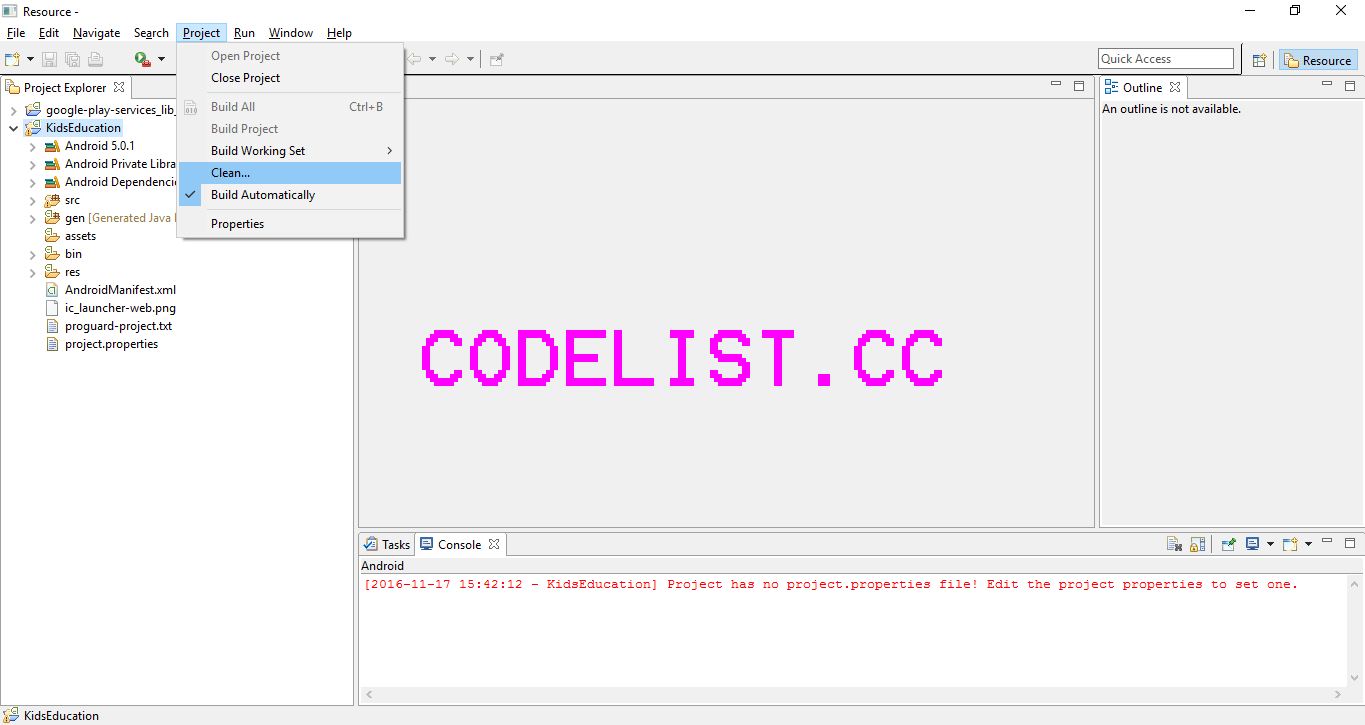 Resource -
File Edit Navigate Search Project Run Window Help
Quick Access
Resource
Open Project
Close Project
Build All Ctrl+B
Build Project
Build Working Set
Clean...
Build Automatically
Properties
Project Explorer
google-play-services_lib_
KidsEducation
Android 5.0.1
Android Private Libra
Android Dependenci
src
gen [Generated Java
assets
bin
res
AndroidManifest.xml
ic_launcher-web.png
proguard-project.txt
project.properties
CODELIST.CC
Outline
An outline is not available.
Tasks Console
Android
[2016-11-17 15:42:12 - KidsEducation] Project has no project.properties file! Edit the project properties to set one.
KidsEducation